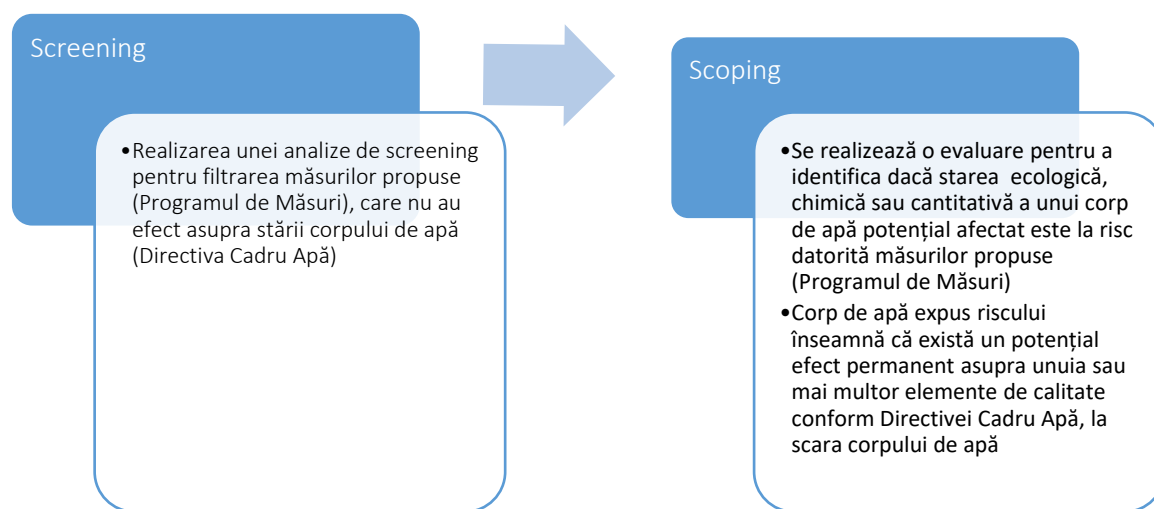 Screening
•Realizarea unei analize de screening
pentru filtrarea măsurilor propuse
(Programul de Măsuri), care nu au
efect asupra stării corpului de apă
(Directiva Cadru Apă)
Scoping
•Se realizează o evaluare pentru a
identifica dacă starea ecologică,
chimică sau cantitativă a unui corp
de apă potențial afectat este la risc
datorită măsurilor propuse
(Programul de Măsuri)
•Corp de apă expus riscului
înseamnă că există un potențial
efect permanent asupra unuia sau
mai multor elemente de calitate
conform Directivei Cadru Apă, la
scara corpului de apă